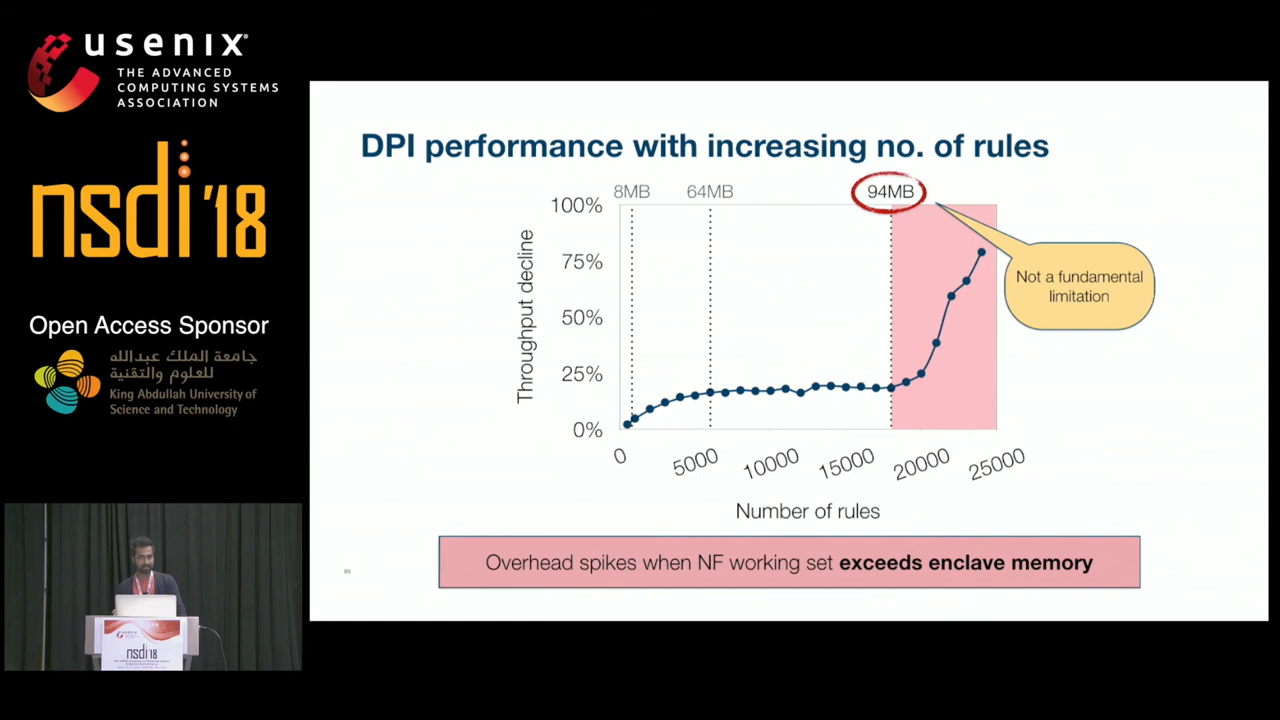 usenix
THE ADVANCED
COMPUTING SYSTEMS
ASSOCIATION
nsdi '18
Open Access Sponsor
جامعة الملك عبدالله
للعلوم والتقنية
King Abdullah University of
Science and Technology
DPI performance with increasing no. of rules
8MB
64MB
94MB
100%
75%
50%
25%
0%
Throughput decline
Not a fundamental
limitation
0
5000
10000
15000
20000
25000
Number of rules
Overhead spikes when NF working set exceeds enclave memory
usenix
nsdi '18